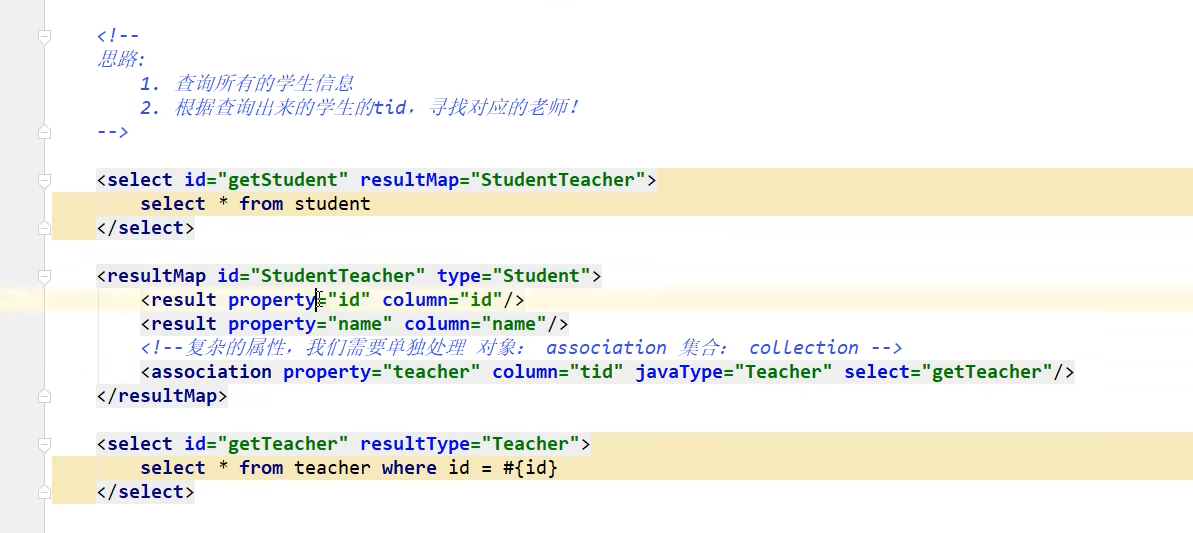 <!--
思路:
1. 查询所有的学生信息
2. 根据查询出来的学生的tid，寻找对应的老师!
-->
<select id="getStudent" resultMap="StudentTeacher">
select * from student
</select>
<resultMap id="StudentTeacher" type="Student">
<result property="id" column="id"/>
<result property="name" column="name"/>
<!--复杂的属性，我们需要单独处理 对象： association 集合： collection -->
<association property="teacher" column="tid" javaType="Teacher" select="getTeacher"/>
</resultMap>
<select id="getTeacher" resultType="Teacher">
select * from teacher where id = #{id}
</select>